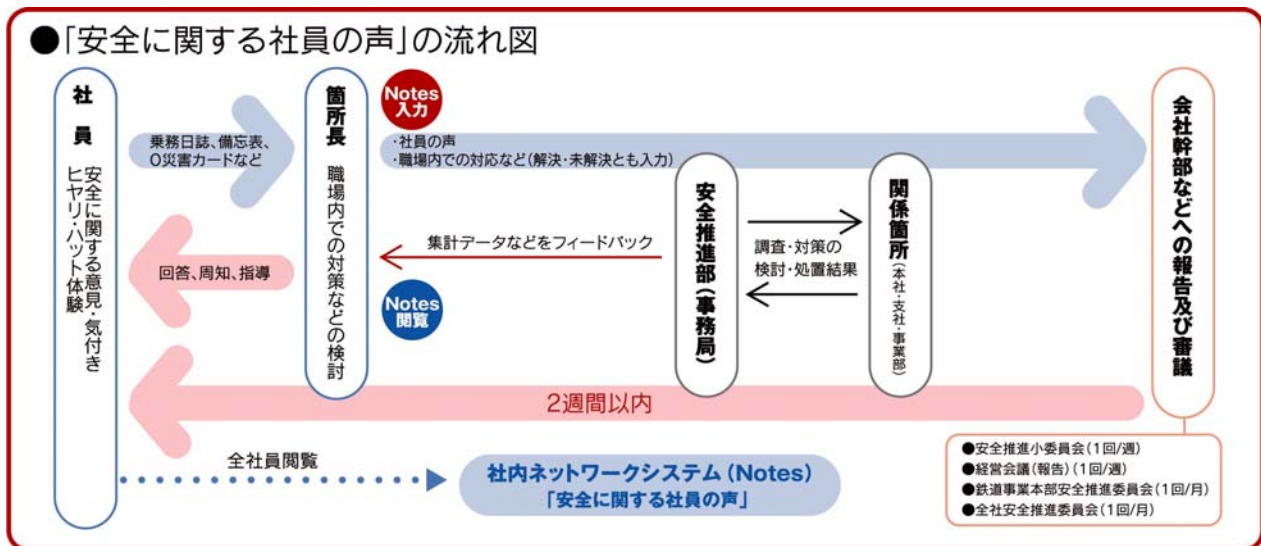 ●「安全に関する社員の声」の流れ図
社員
安全に関する意見・気付き
ヒヤリ・ハット体験
乗務日誌、備忘表、
0災害カードなど
箇所長 職場内での対策などの検討
Notes
入力
・社員の声
・職場内での対応など(解決・未解決とも入力)
回答、周知、指導
集計データなどをフィードバック
Notes
閲覧
安全推進部(事務局)
調査・対策の
検討・処置結果
関係箇所(本社・支社・事業部)
会社幹部などへの報告及び審議
2週間以内
全社員閲覧
社内ネットワークシステム(Notes)
「安全に関する社員の声」
●安全推進小委員会(1回/週)
●経営会議(報告)(1回/週)
●鉄道事業本部安全推進委員会(1回/月)
●全社安全推進委員会(1回/月)